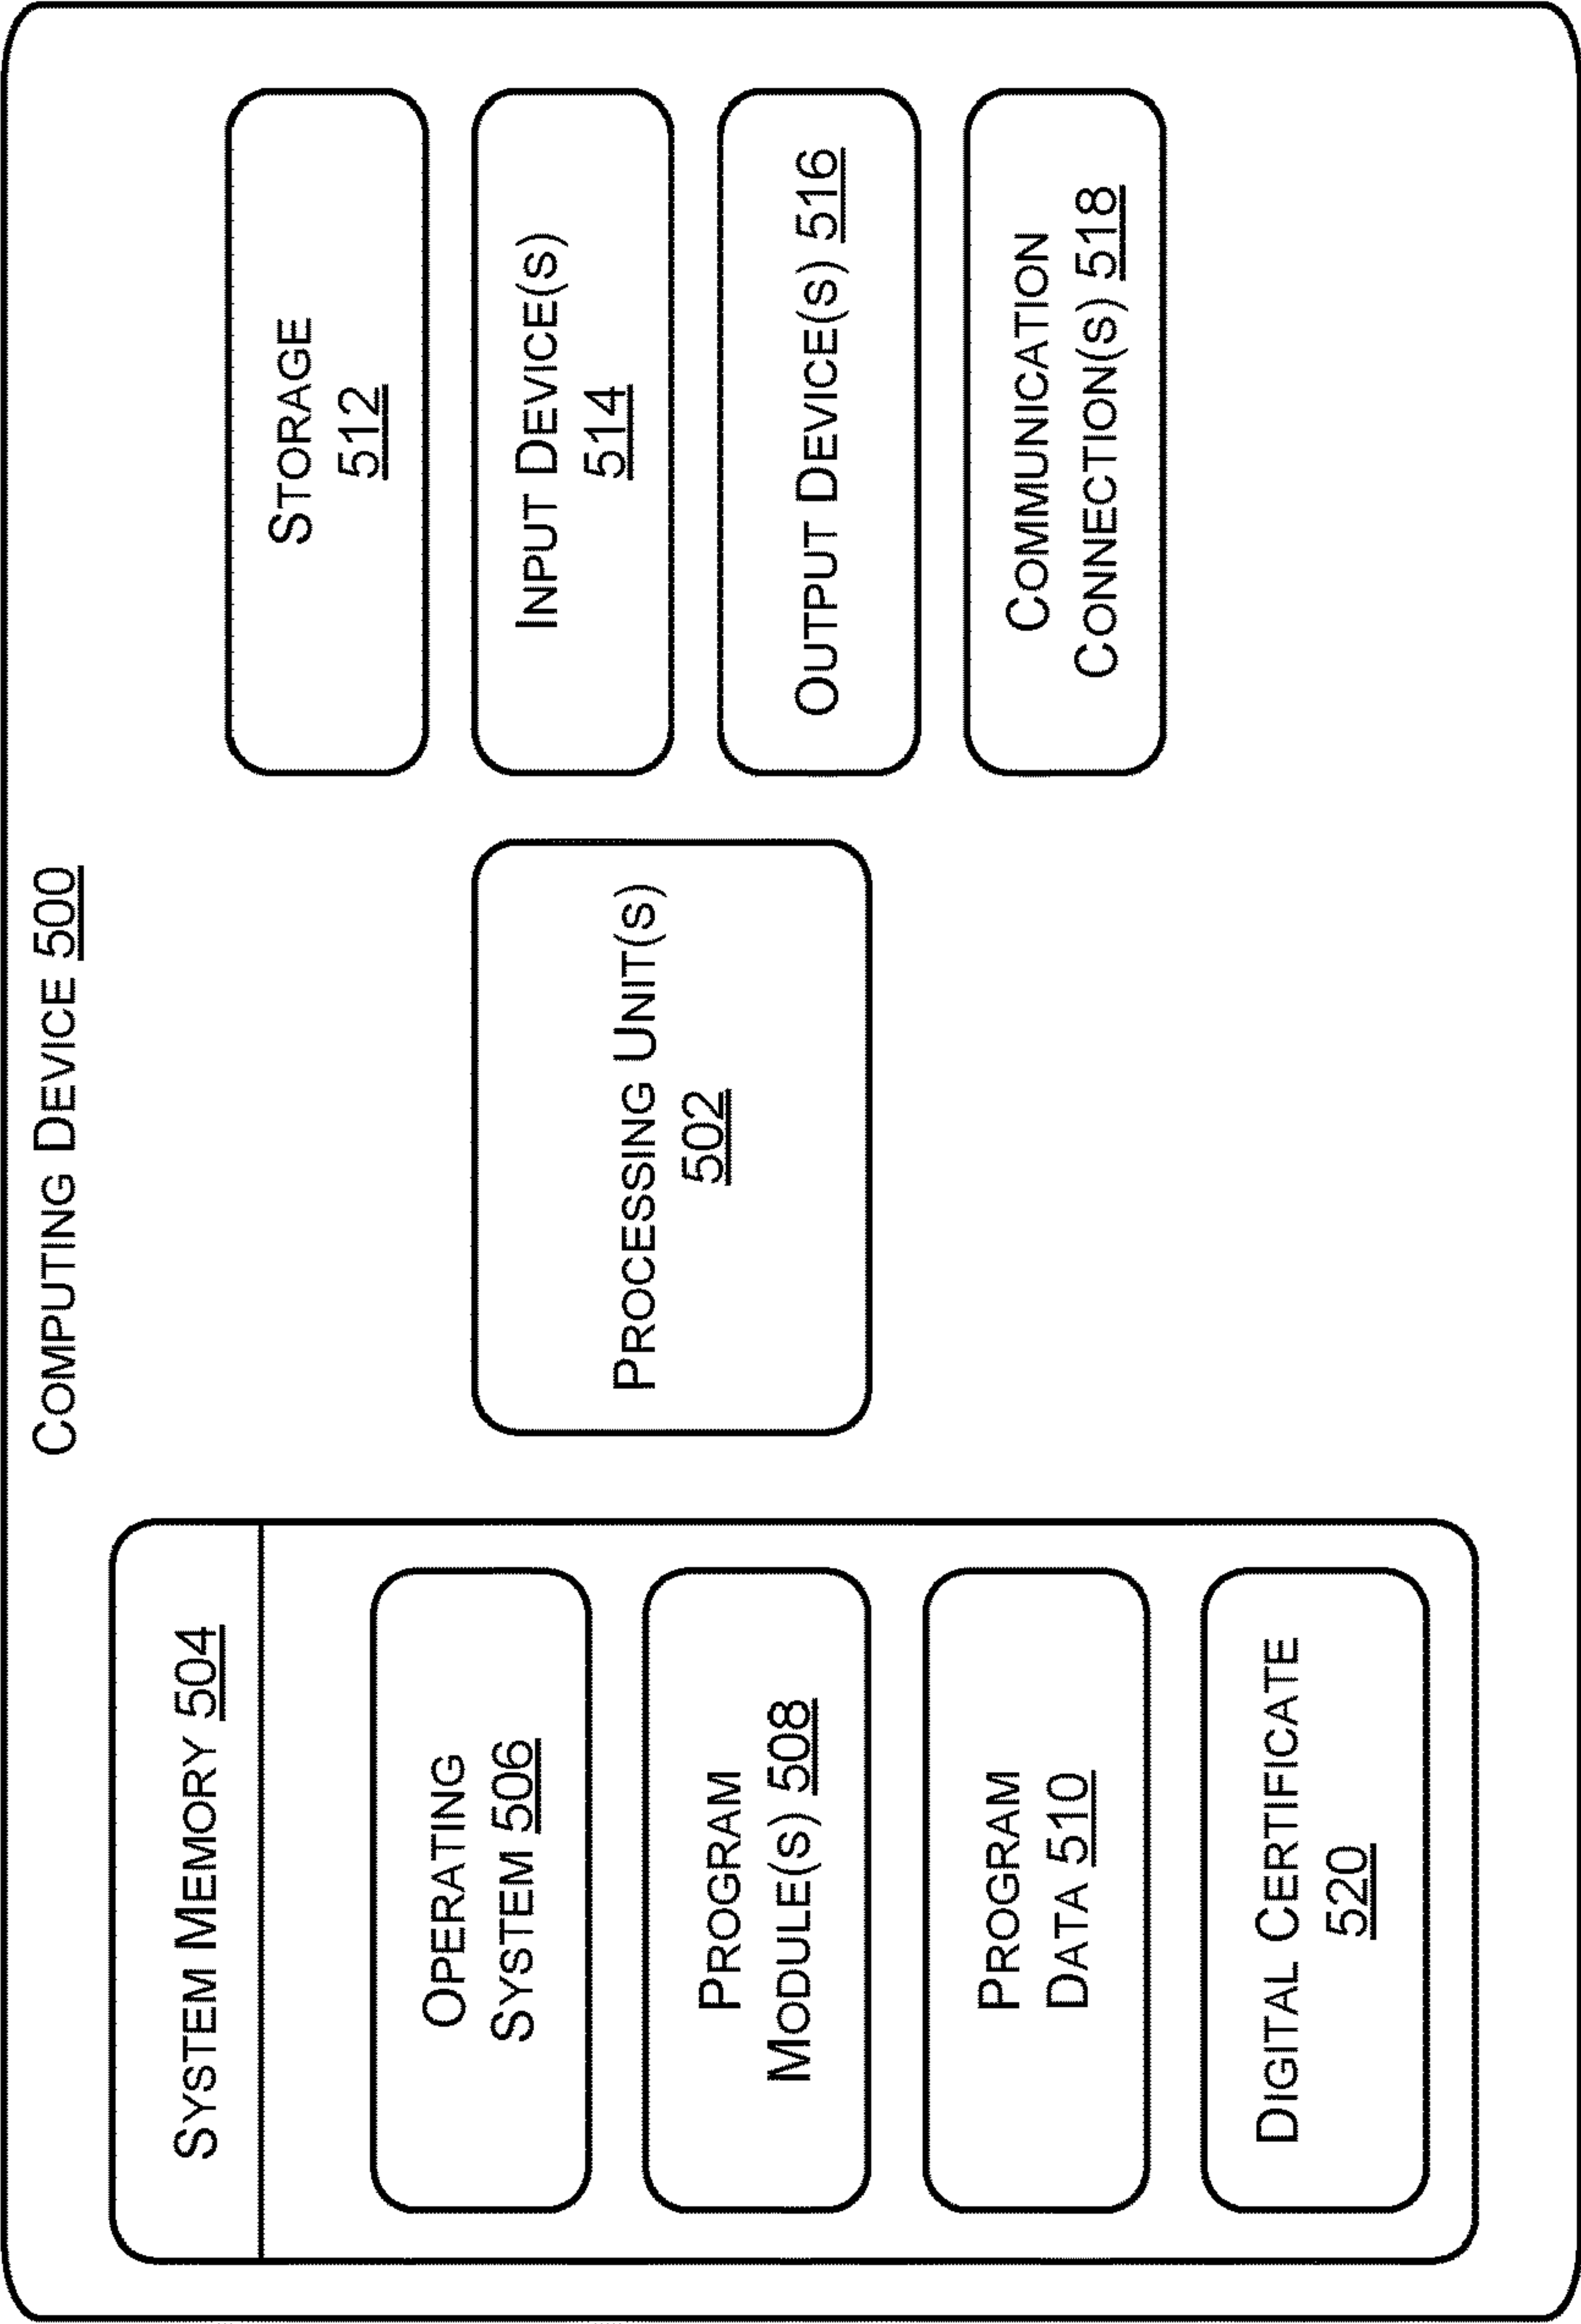 COMPUTING DEVICE 500
SYSTEM MEMORY 504
OPERATING
SYSTEM 506
PROGRAM
MODULE(S) 508
PROGRAM
DATA 510
DIGITAL CERTIFICATE
520
PROCESSING UNIT(S)
502
STORAGE
512
INPUT DEVICE(S)
514
OUTPUT DEVICE(S) 516
COMMUNICATION
CONNECTION(S) 518